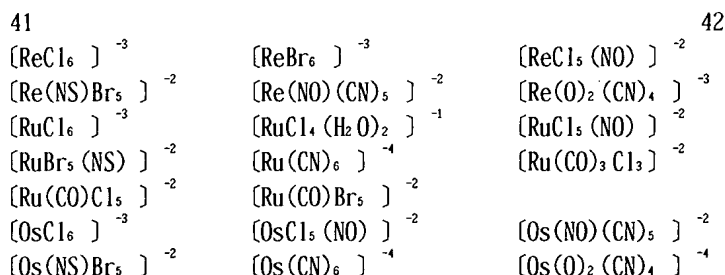 41 42
[ReCl₆ ]⁻³ [ReBr₆ ]⁻³ [ReCl₅(NO) ]⁻²
[Re(NS)Br₅ ]⁻² [Re(NO)(CN)₅ ]⁻² [Re(O)₂(CN)₄ ]⁻³
[RuCl₆ ]⁻³ [RuCl₄(H₂O)₂ ]⁻¹ [RuCl₅(NO) ]⁻²
[RuBr₅(NS) ]⁻² [Ru(CN)₆ ]⁻⁴ [Ru(CO)₃Cl₃]⁻²
[Ru(CO)Cl₅ ]⁻² [Ru(CO)Br₅ ]⁻²
[OsCl₆ ]⁻³ [OsCl₅(NO) ]⁻² [Os(NO)(CN)₅ ]⁻²
[Os(NS)Br₅ ]⁻² [Os(CN)₆ ]⁻⁴ [Os(O)₂(CN)₄ ]⁻⁴